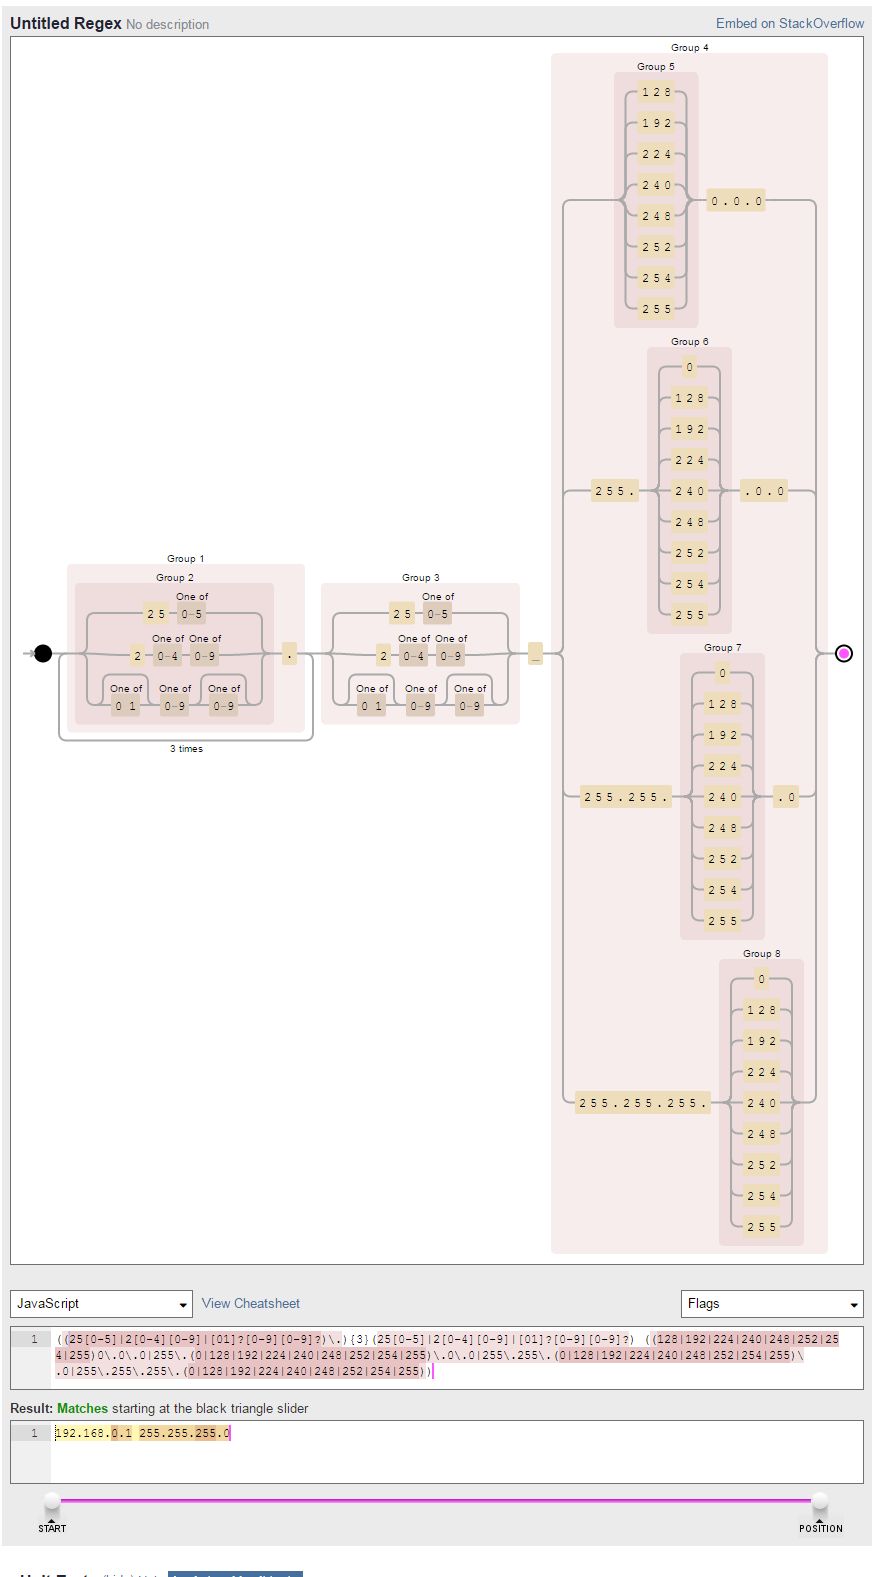 Untitled Regex No description
Embed on StackOverflow
Group 4
Group 5
128
192
224
240
248
252
254
255
0.0.0
Group 6
0
128
192
224
255.
240
.0.0
248
252
254
255
Group 1
Group 2
One of
25 0-5
One of One of
2 0-4 0-9
.
One of One of One of
0 1 0-9 0-9
3 times
Group 3
One of
25 0-5
One of One of
2 0-4 0-9
One of One of One of
0 1 0-9 0-9
_
Group 7
0
128
192
224
255.255.
240
.0
248
252
254
255
Group 8
0
128
192
224
255.255.255.
240
248
252
254
255
JavaScript
View Cheatsheet
Flags
1
((25[0-5]|2[0-4][0-9]|[01]?[0-9][0-9]?)\.){3}(25[0-5]|2[0-4][0-9]|[01]?[0-9][0-9]?) ((128|192|224|240|248|252|25
4|255)0\.0\.0|255\.(0|128|192|224|240|248|252|254|255)\.0\.0|255\.255\.(0|128|192|224|240|248|252|254|255)\
.0|255\.255\.255\.(0|128|192|224|240|248|252|254|255))
Result: Matches starting at the black triangle slider
1
192.168.0.1 255.255.255.0
START
POSITION